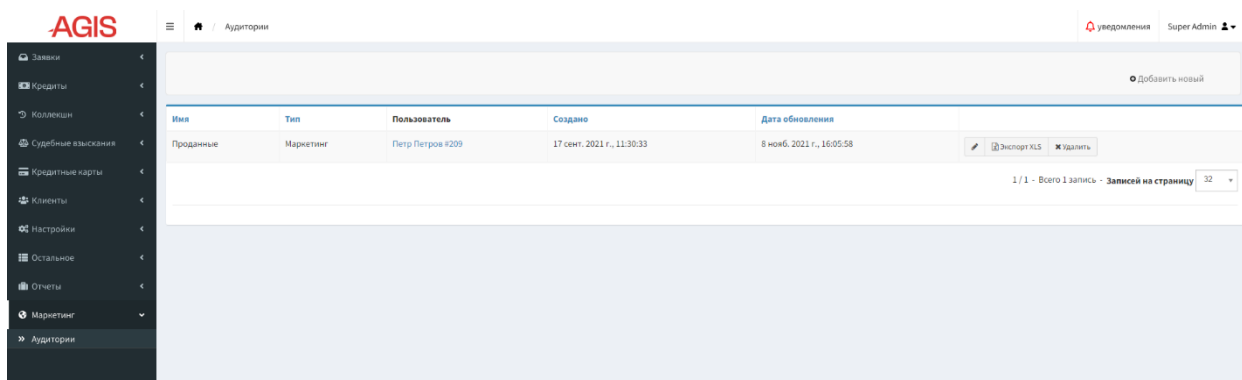 AGIS
/ Аудитории
уведомления
Super Admin
Заявки
Кредиты
Коллекшн
Судебные взыскания
Кредитные карты
Клиенты
Настройки
Остальное
Отчеты
Маркетинг
Аудитории
Добавить новый
Имя Тип Пользователь Создано Дата обновления
Проданные Маркетинг Петр Петров #209 17 сент. 2021 г., 11:30:33 8 нояб. 2021 г., 16:05:58 Экспорт XLS Удалить
1 / 1 - Всего 1 запись - Записей на страницу 32